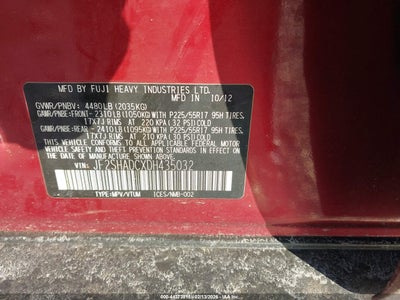 MFD BY FUJI HEAVY INDUSTRIES LTD.
MFD.IN 10/12
GVWR/PNBV: 4480LB(2035KG)
GAWR/PNBE:FRONT- 2310LB(1050KG) WITH P225/55R17 95H TIRES,
17x7J RIMS AT 220 KPA(32 PSI)COLD
GAWR/PNBE:REAR - 2410LB(1095KG) WITH P225/55R17 95H TIRES,
17x7J RIMS AT 210 KPA(30 PSI)COLD
THIS VEHICLE CONFORMS TO ALL APPLICABLE
U.S. FEDERAL MOTOR VEHICLE SAFETY AND
THEFT PREVENTION STANDARDS IN EFFECT
ON THE DATE OF MANUFACTURE SHOWN ABOVE.
VIN: JF2SHADCXDH435032
TYPE:MPV/VTUM ICES/NMB-002